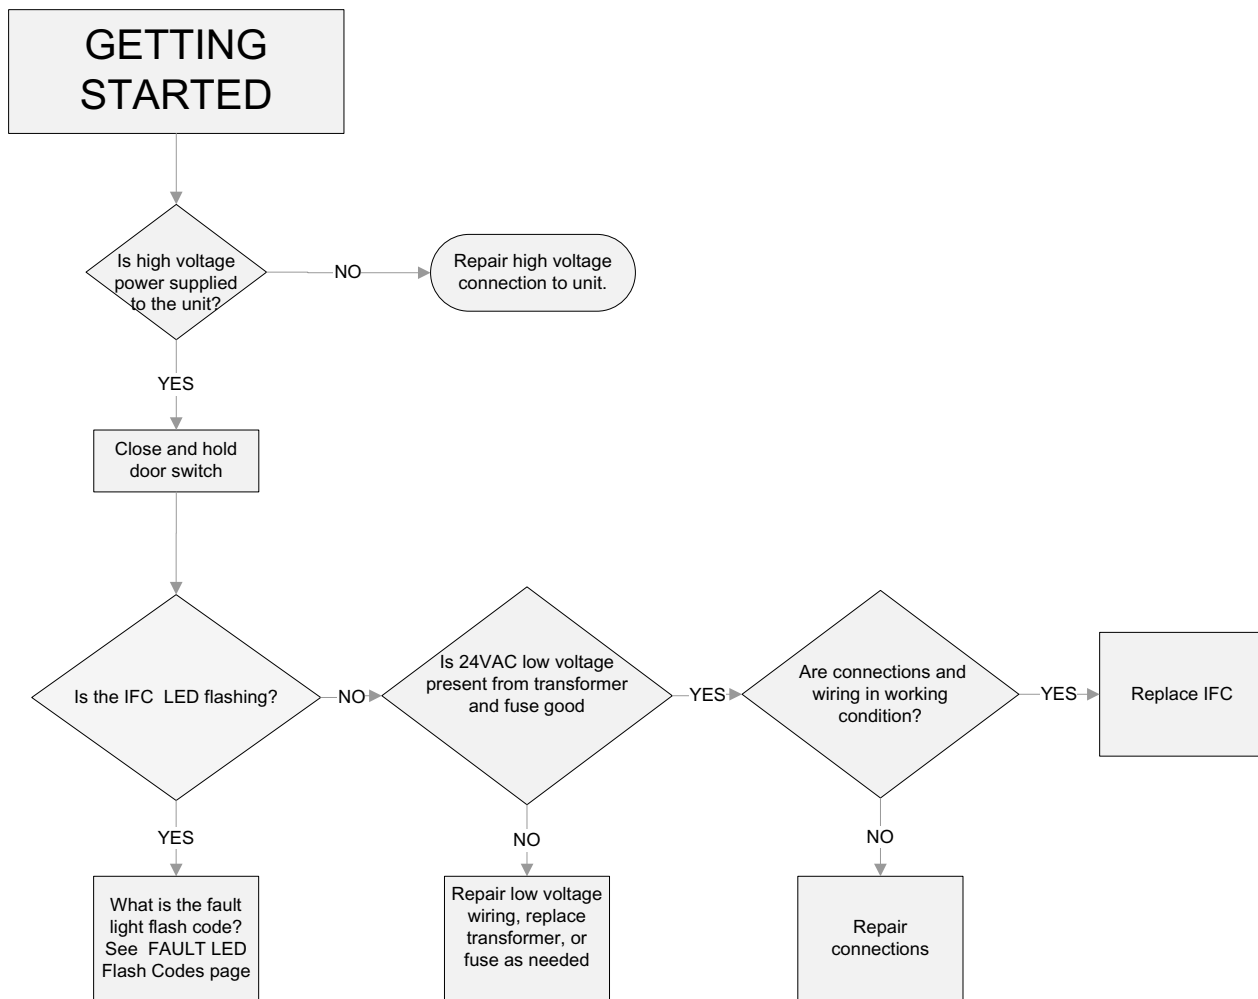 GETTING
STARTED
Is high voltage
power supplied
to the unit?
NO
Repair high voltage
connection to unit.
YES
Close and hold
door switch
Is the IFC LED flashing?
NO
Is 24VAC low voltage
present from transformer
and fuse good
YES
Are connections and
wiring in working
condition?
YES
Replace IFC
YES
NO
NO
What is the fault
light flash code?
See FAULT LED
Flash Codes page
Repair low voltage
wiring, replace
transformer, or
fuse as needed
Repair
connections